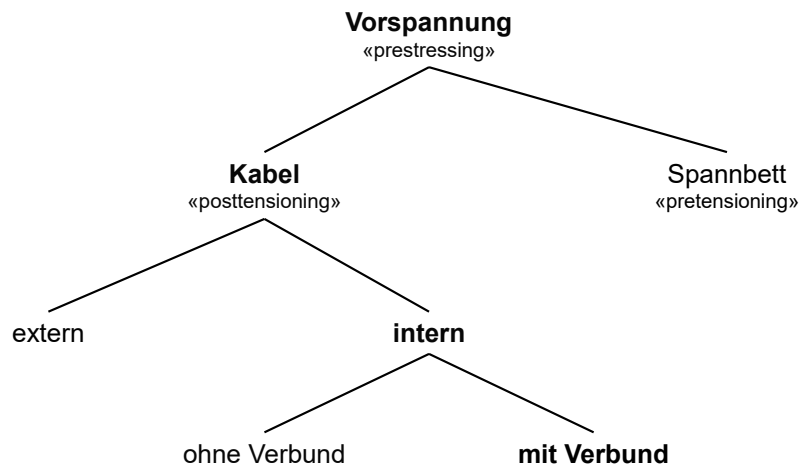 Vorspannung
«prestressing»
Kabel
«posttensioning»
Spannbett
«pretensioning»
extern
intern
ohne Verbund
mit Verbund